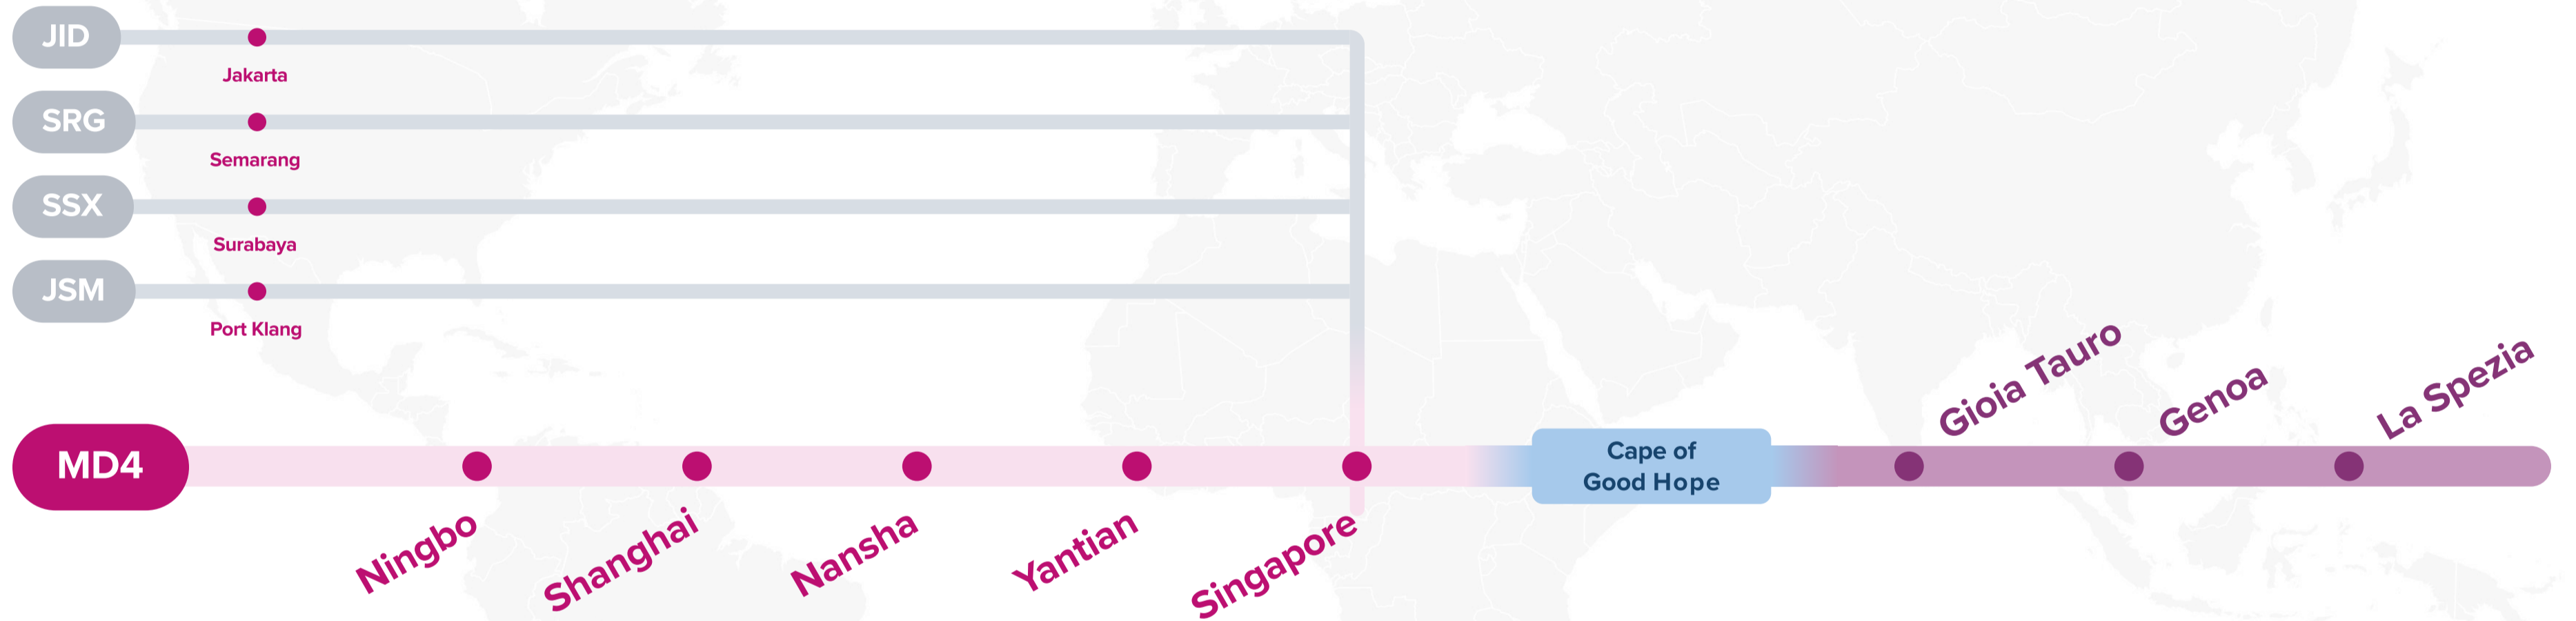 JID
Jakarta
SRG
Semarang
SSX
Surabaya
JSM
Port Klang
MD4
Ningbo
Shanghai
Nansha
Yantian
Singapore
Cape of
Good Hope
Gioia Tauro
Genoa
La Spezia